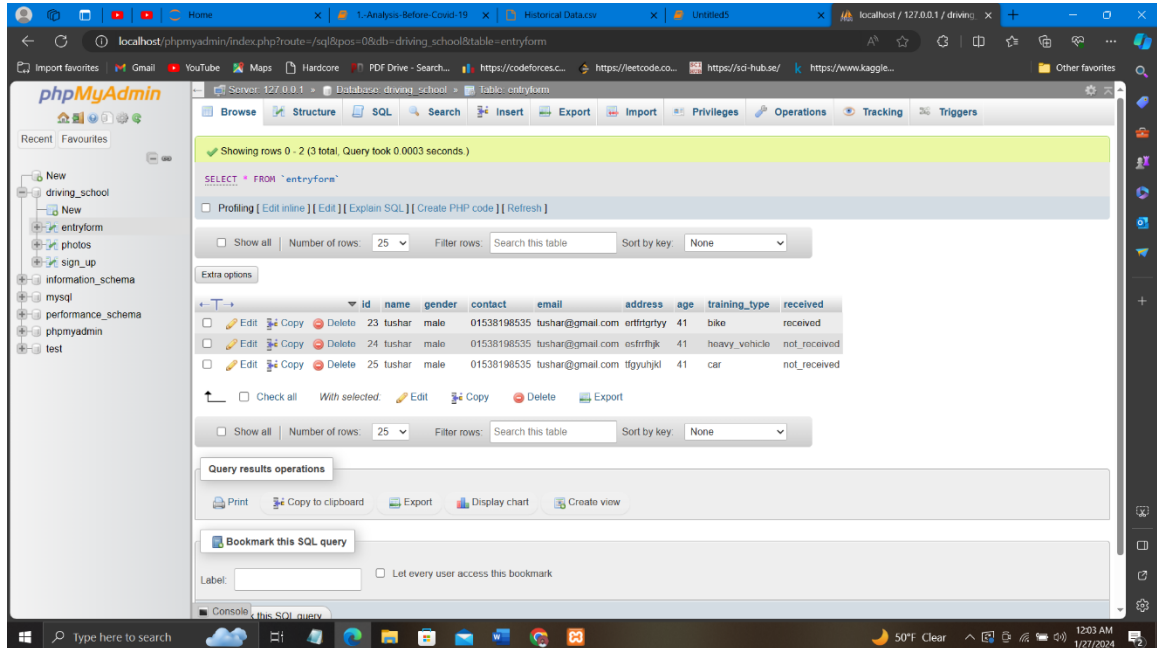 Home
1.-Analysis-Before-Covid-19
Historical Data.csv
Untitled5
localhost / 127.0.0.1 / driving_
localhost/phpmyadmin/index.php?route=/sql&pos=0&db=driving_school&table=entryform
Import favorites Gmail YouTube Maps Hardcore PDF Drive - Search... https://codeforces.c... https://leetcode.co... https://sci-hub.se/ https://www.kaggle... Other favorites
phpMyAdmin
Recent Favourites
New
driving_school
New
entryform
photos
sign_up
information_schema
mysql
performance_schema
phpmyadmin
test
Server: 127.0.0.1 » Database: driving_school » Table: entryform
Browse Structure SQL Search Insert Export Import Privileges Operations Tracking Triggers
Showing rows 0 - 2 (3 total, Query took 0.0003 seconds.)
SELECT * FROM `entryform`
Profiling [ Edit inline ] [ Edit ] [ Explain SQL ] [ Create PHP code ] [ Refresh ]
Show all Number of rows: 25 Filter rows: Search this table Sort by key: None
Extra options
id name gender contact email address age training_type received
Edit Copy Delete 23 tushar male 01538198535 tushar@gmail.com ertfrtgrtyy 41 bike received
Edit Copy Delete 24 tushar male 01538198535 tushar@gmail.com esfrrfhjk 41 heavy_vehicle not_received
Edit Copy Delete 25 tushar male 01538198535 tushar@gmail.com tfgyuhjkl 41 car not_received
Check all With selected: Edit Copy Delete Export
Show all Number of rows: 25 Filter rows: Search this table Sort by key: None
Query results operations
Print Copy to clipboard Export Display chart Create view
Bookmark this SQL query
Label: Let every user access this bookmark
Console k this SQL query
Type here to search
50°F Clear
12:03 AM
1/27/2024